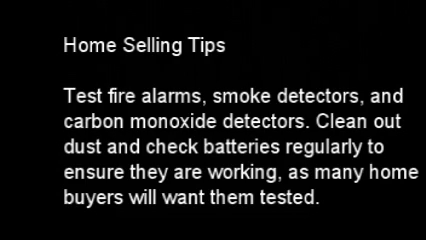 Home Selling Tips
Test fire alarms, smoke detectors, and
carbon monoxide detectors. Clean out
dust and check batteries regularly to
ensure they are working, as many home
buyers will want them tested.